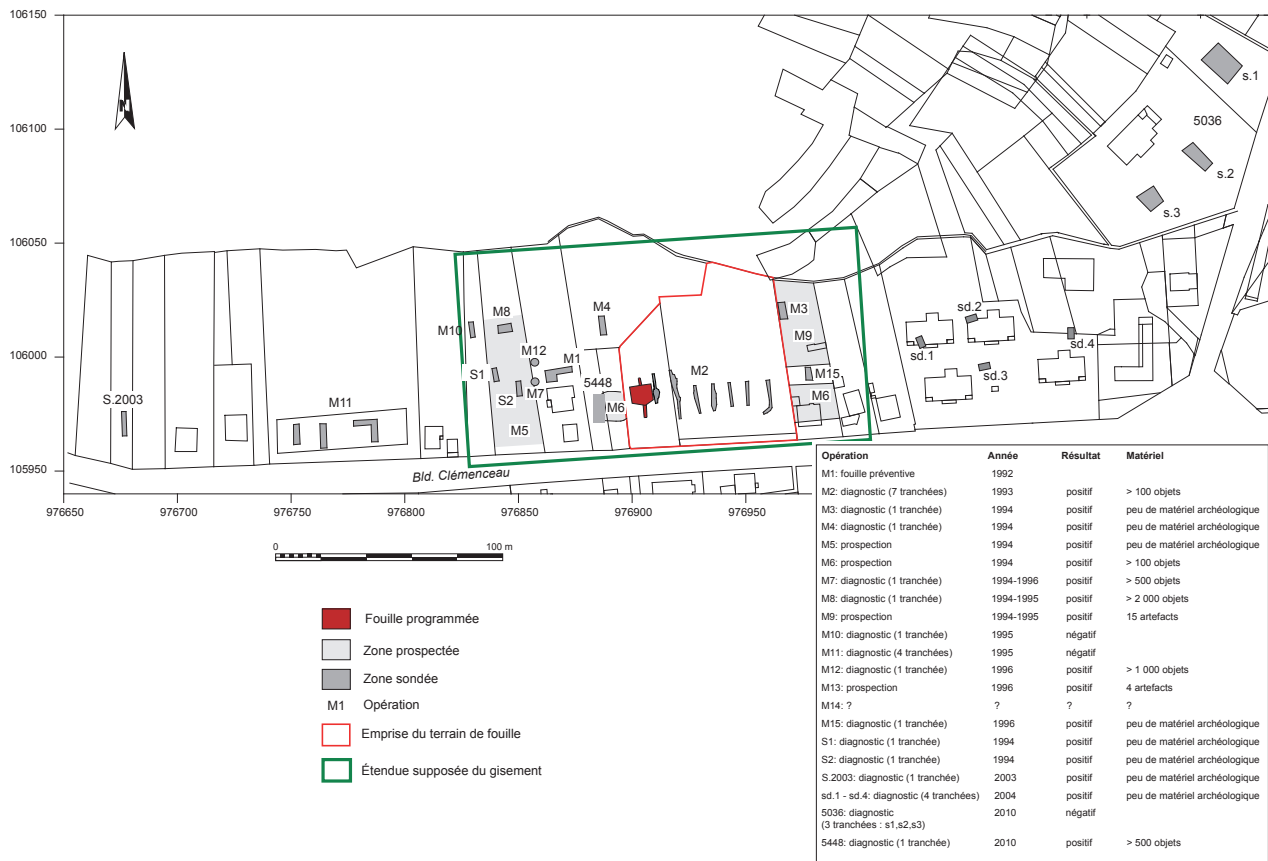 106150
106100
106050
106000
105950
976650
976700
976750
976800
976850
976900
976950
N
s.1
5036
s.2
s.3
M10
M8
M4
M3
M12
M1
M9
S1
S2
M7
5448
M6
M2
M15
M6
M5
S.2003
M11
sd.2
sd.1
sd.3
sd.4
Bld. Clémenceau
0 100 m
Fouille programmée
Zone prospectée
Zone sondée
M1 Opération
Emprise du terrain de fouille
Étendue supposée du gisement
Opération Année Résultat Matériel
M1: fouille préventive 1992
M2: diagnostic (7 tranchées) 1993 positif > 100 objets
M3: diagnostic (1 tranchée) 1994 positif peu de matériel archéologique
M4: diagnostic (1 tranchée) 1994 positif peu de matériel archéologique
M5: prospection 1994 positif peu de matériel archéologique
M6: prospection 1994 positif > 100 objets
M7: diagnostic (1 tranchée) 1994-1996 positif > 500 objets
M8: diagnostic (1 tranchée) 1994-1995 positif > 2 000 objets
M9: prospection 1994-1995 positif 15 artefacts
M10: diagnostic (1 tranchée) 1995 négatif
M11: diagnostic (4 tranchées) 1995 négatif
M12: diagnostic (1 tranchée) 1996 positif > 1 000 objets
M13: prospection 1996 positif 4 artefacts
M14: ? ? ? ?
M15: diagnostic (1 tranchée) 1996 positif peu de matériel archéologique
S1: diagnostic (1 tranchée) 1994 positif peu de matériel archéologique
S2: diagnostic (1 tranchée) 1994 positif peu de matériel archéologique
S.2003: diagnostic (1 tranchée) 2003 positif peu de matériel archéologique
sd.1 - sd.4: diagnostic (4 tranchées) 2004 positif peu de matériel archéologique
5036: diagnostic 2010 négatif
(3 tranchées : s1,s2,s3)
5448: diagnostic (1 tranchée) 2010 positif > 500 objets